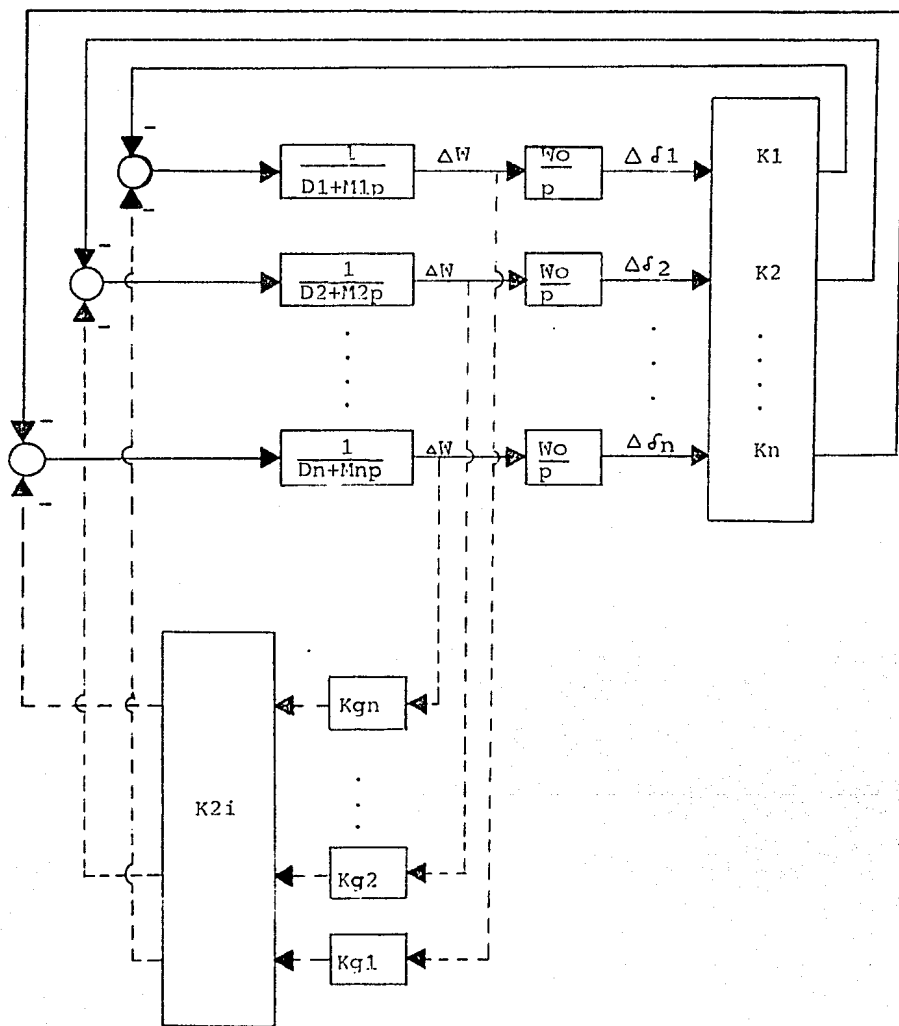 -
1
ΔW
Wo
Δδ1
K1
D1+M1p
p
-
-
1
ΔW
Wo
Δδ2
K2
D2+M2p
p
-
-
1
ΔW
Wo
Δδn
Kn
Dn+Mnp
p
-
Kgn
K2i
Kg2
Kg1